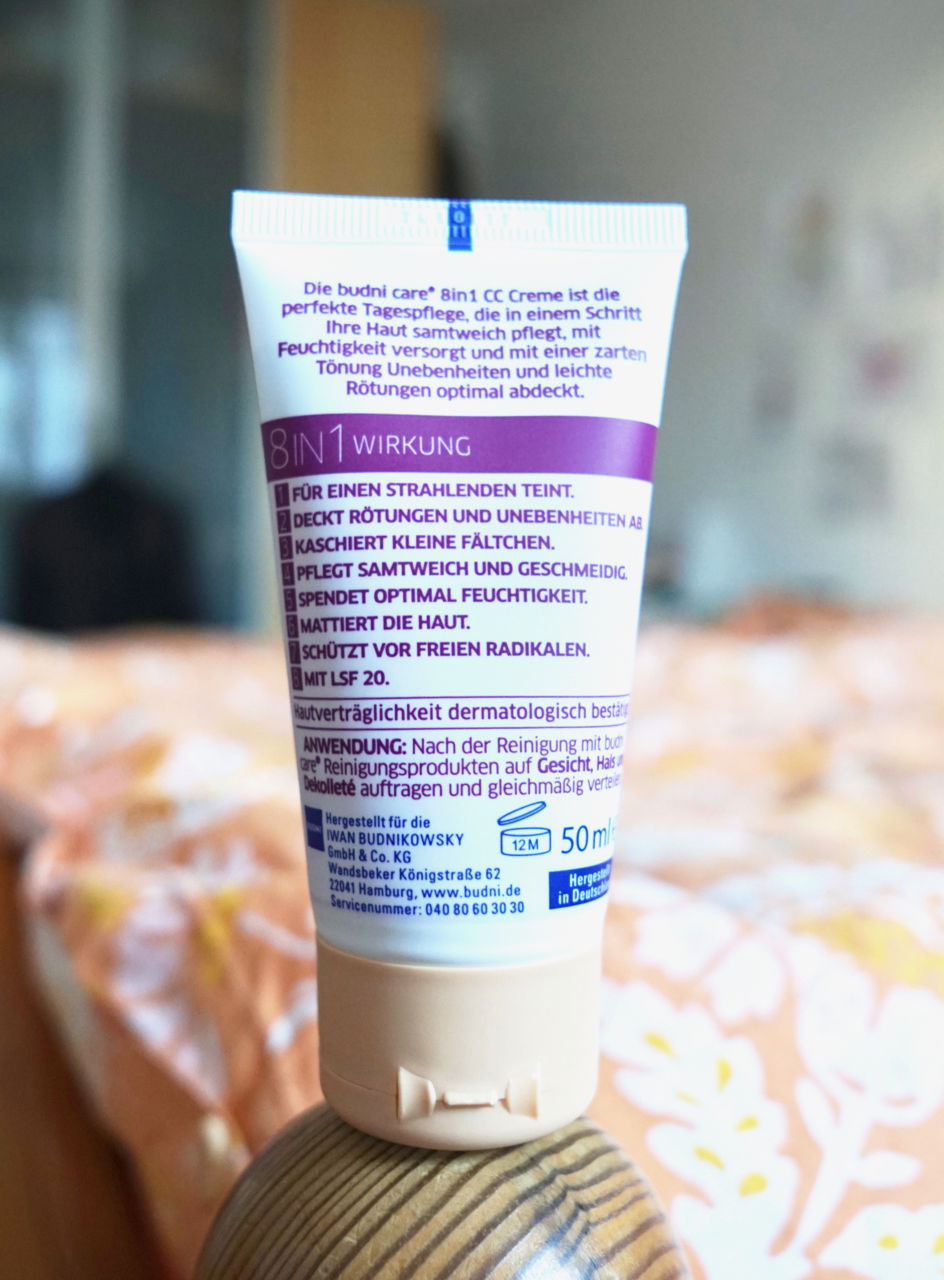 Die budni care® 8in1 CC Creme ist die
perfekte Tagespflege, die in einem Schritt
Ihre Haut samtweich pflegt, mit
Feuchtigkeit versorgt und mit einer zarten
Tönung Unebenheiten und leichte
Rötungen optimal abdeckt.
8IN1 WIRKUNG
1 FÜR EINEN STRAHLENDEN TEINT.
2 DECKT RÖTUNGEN UND UNEBENHEITEN AB.
3 KASCHIERT KLEINE FÄLTCHEN.
4 PFLEGT SAMTWEICH UND GESCHMEIDIG.
5 SPENDET OPTIMAL FEUCHTIGKEIT.
6 MATTIERT DIE HAUT.
7 SCHÜTZT VOR FREIEN RADIKALEN.
8 MIT LSF 20.
Hautverträglichkeit dermatologisch
ANWENDUNG: Nach der Reinigung mit budni
care® Reinigungsprodukten auf Gesicht, Hals
Dekolleté auftragen und gleichmäßig
Hergestellt für die
IWAN BUDNIKOWSKY
GmbH & Co. KG
Wandsbeker Königstraße 62
22041 Hamburg, www.budni.de
Servicenummer: 040 80 60 30 30
12M
50 ml